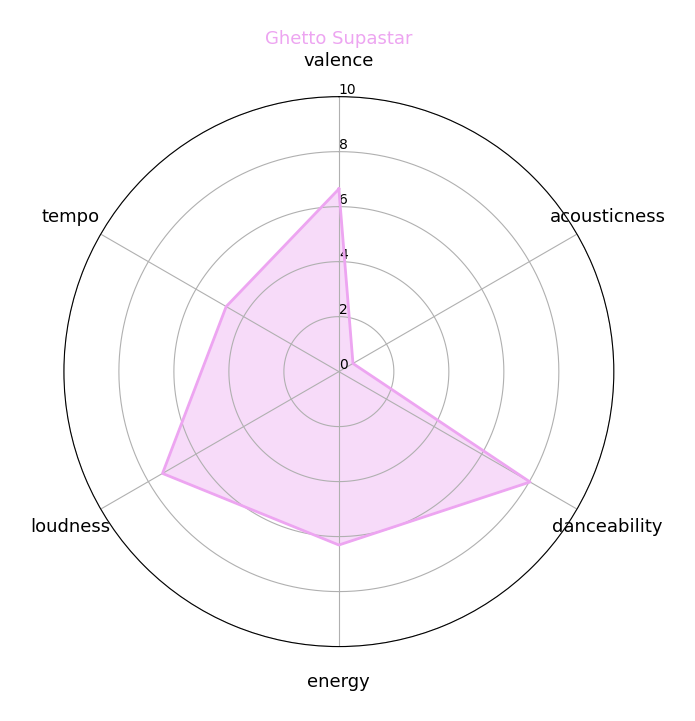 Ghetto Supastar
valence
10
8
tempo
acousticness
6
4
2
0
loudness
danceability
energy